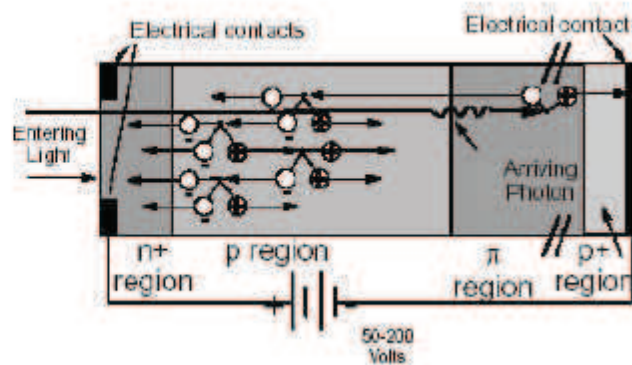 Electrical contacts
Electrical contact
Entering
Light
Arriving
Photon
n+
region
p region
π
region
p+
region
+
50-200
Volts